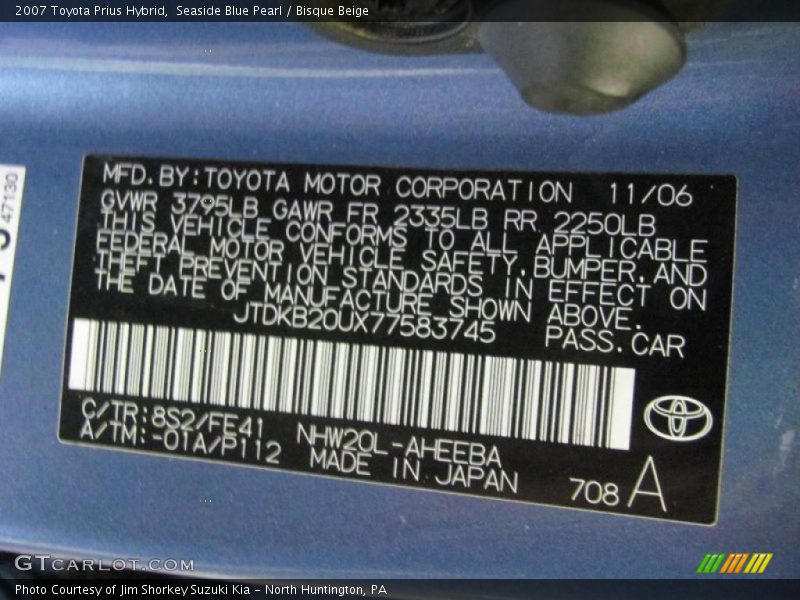 2007 Toyota Prius Hybrid, Seaside Blue Pearl / Bisque Beige
47130
MFD.BY:TOYOTA MOTOR CORPORATION 11/06
GVWR 3795LB GAWR FR 2335LB RR 2250LB
THIS VEHICLE CONFORMS TO ALL APPLICABLE
FEDERAL MOTOR VEHICLE SAFETY,BUMPER,AND
THEFT PREVENTION STANDARDS IN EFFECT ON
THE DATE OF MANUFACTURE SHOWN ABOVE.
JTDKB20UX77583745 PASS.CAR
C/TR:8S2/FE41 NHW20L-AHEEBA
A/TM:-01A/P112 MADE IN JAPAN 708 A
GTCARLOT.COM
Photo Courtesy of Jim Shorkey Suzuki Kia – North Huntington, PA